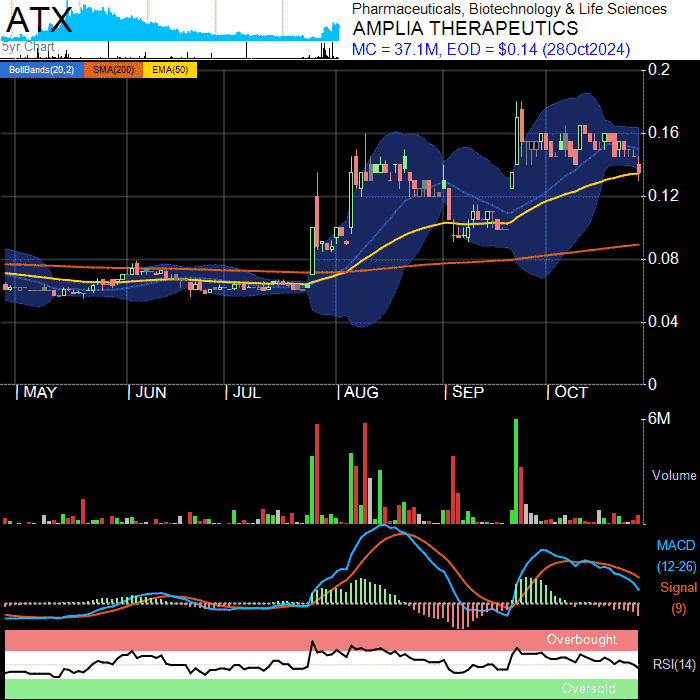 ATX
5yr Chart
Pharmaceuticals, Biotechnology & Life Sciences
AMPLIA THERAPEUTICS
MC = 37.1M, EOD = $0.14 (28Oct2024)
BollBands(20,2) SMA(200) EMA(50)
0.2
0.16
0.12
0.08
0.04
0
MAY JUN JUL AUG SEP OCT
6M
Volume
MACD
(12-26)
Signal
(9)
Overbought
RSI(14)
Oversold